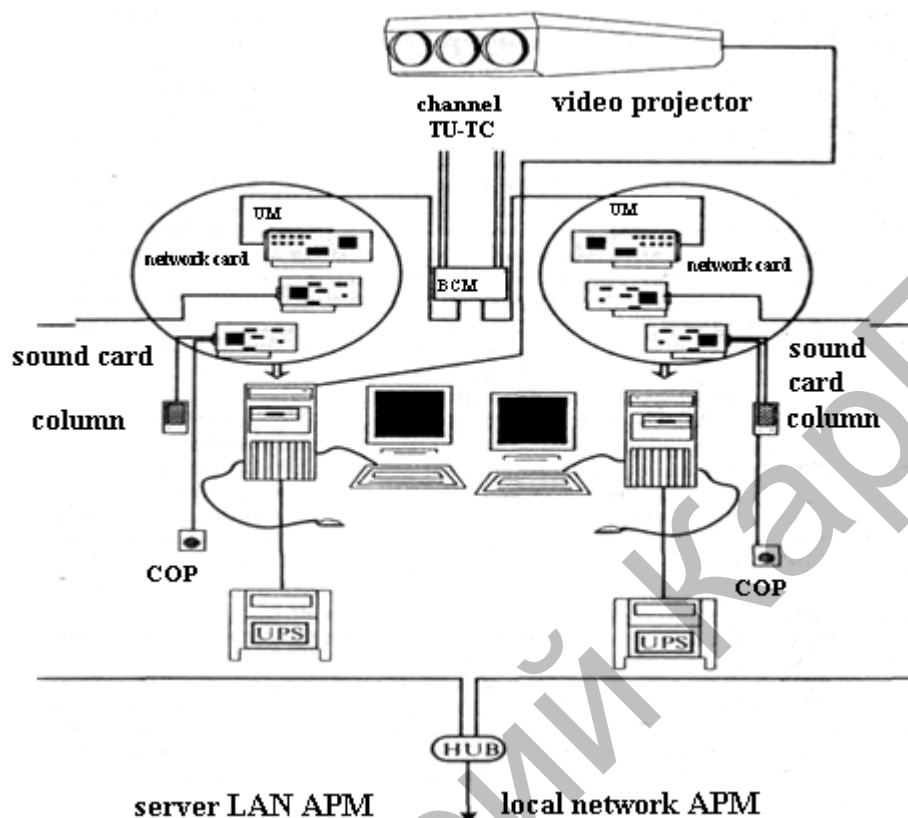 channel
TU-TC
video projector
UM
network card
UM
network card
BCM
sound card
column
sound
card
column
COP
COP
UPS
UPS
HUB
server LAN APM
local network APM